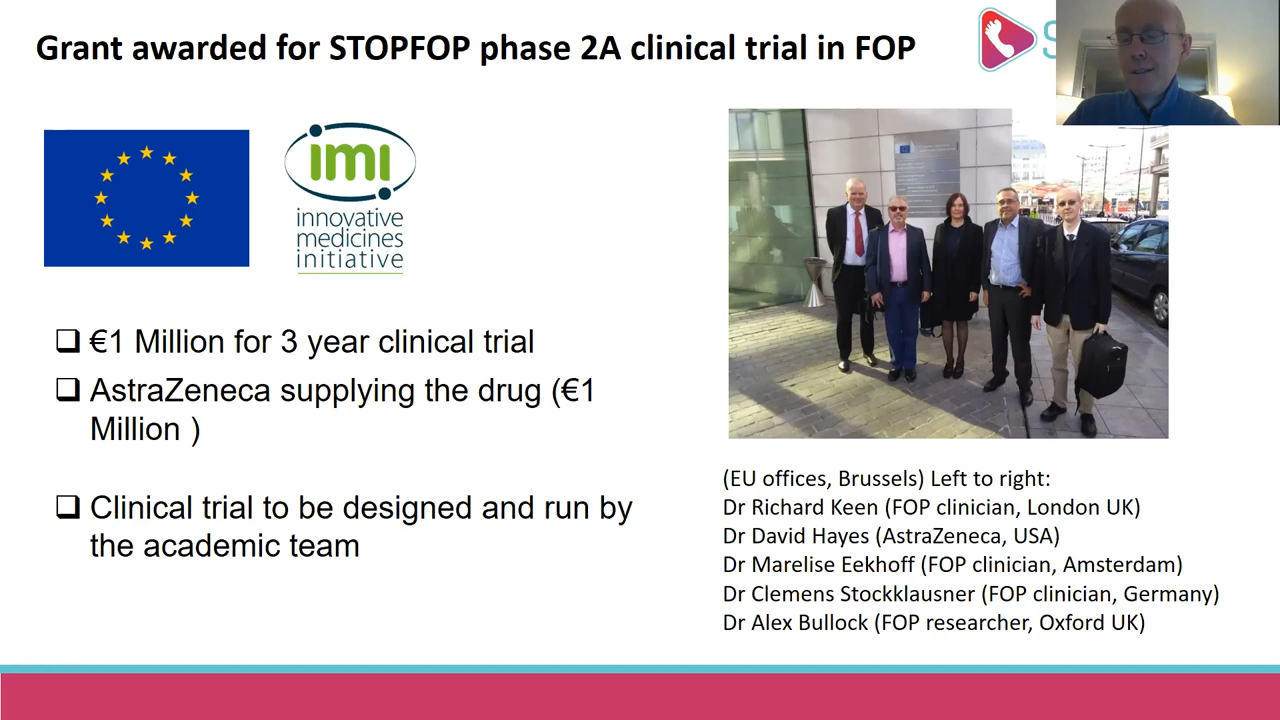 Grant awarded for STOPFOP phase 2A clinical trial in FOP
S
imi
innovative
medicines
initiative
€1 Million for 3 year clinical trial
AstraZeneca supplying the drug (€1
Million )
Clinical trial to be designed and run by
the academic team
(EU offices, Brussels) Left to right:
Dr Richard Keen (FOP clinician, London UK)
Dr David Hayes (AstraZeneca, USA)
Dr Marelise Eekhoff (FOP clinician, Amsterdam)
Dr Clemens Stockklausner (FOP clinician, Germany)
Dr Alex Bullock (FOP researcher, Oxford UK)